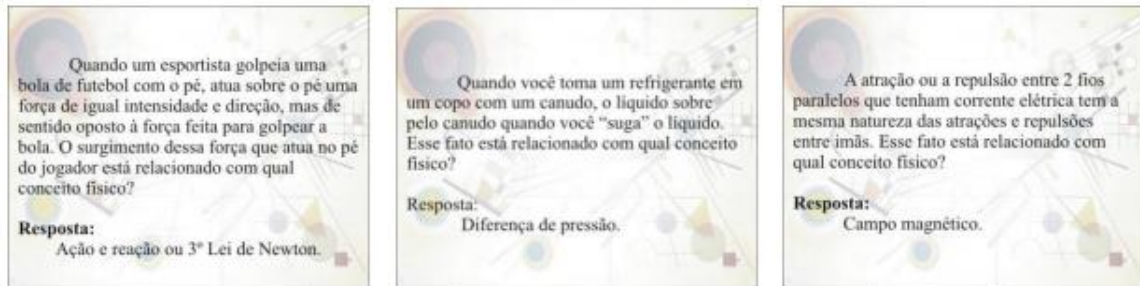 Quando um esportista golpeia uma
bola de futebol com o pé, atua sobre o pé uma
força de igual intensidade e direção, mas de
sentido oposto à força feita para golpear a
bola. O surgimento dessa força que atua no pé
do jogador está relacionado com qual
conceito físico?
Resposta:
Ação e reação ou 3ª Lei de Newton.
Quando você toma um refrigerante em
um copo com um canudo, o líquido sobre
pelo canudo quando você “suga” o líquido.
Esse fato está relacionado com qual conceito
físico?
Resposta:
Diferença de pressão.
A atração ou a repulsão entre 2 fios
paralelos que tenham corrente elétrica tem a
mesma natureza das atrações e repulsões
entre imãs. Esse fato está relacionado com
qual conceito físico?
Resposta:
Campo magnético.